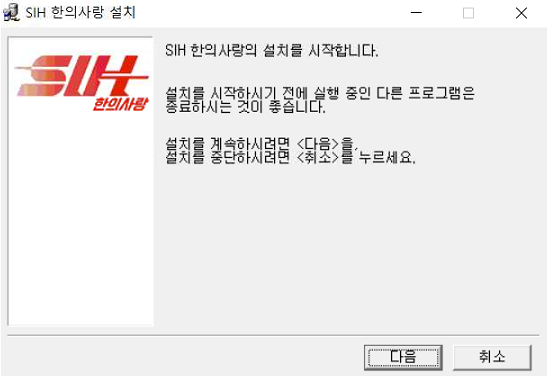 SIH 한의사랑 설치
SIH
한의사랑
SIH 한의사랑의 설치를 시작합니다.
설치를 시작하시기 전에 실행 중인 다른 프로그램은
종료하시는 것이 좋습니다.
설치를 계속하시려면 <다음>을,
설치를 중단하시려면 <취소>를 누르세요.
다음
취소